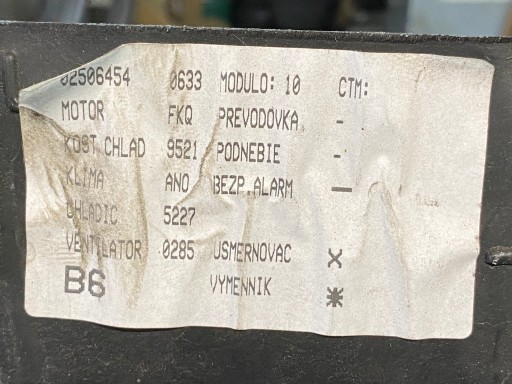 02506454 0633 MODULO: 10 CTM:
MOTOR FKQ PREVODOVKA -
KOST.CHLAD 9521 PODNEBIE -
KLIMA ANO BEZP.ALARM —
CHLADIC 5227
VENTILATOR 0285 USMERNOVAC X
B6 VYMENNIK *